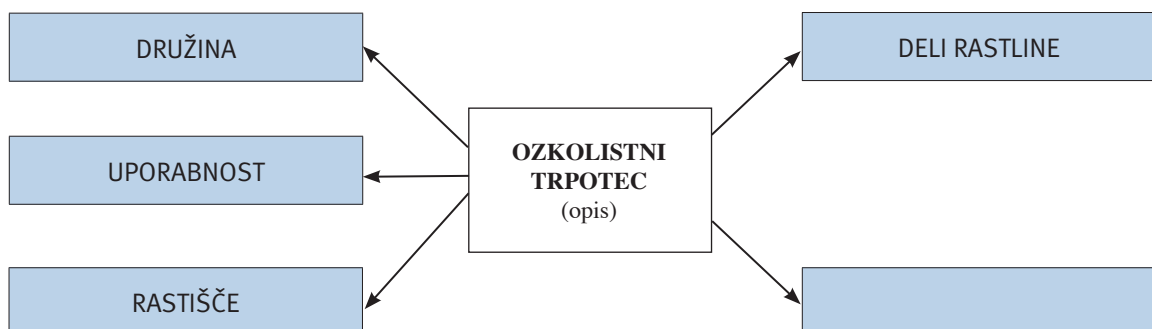 DRUŽINA
DELI RASTLINE
OZKOLISTNI
TRPOTEC
(opis)
UPORABNOST
RASTIŠČE